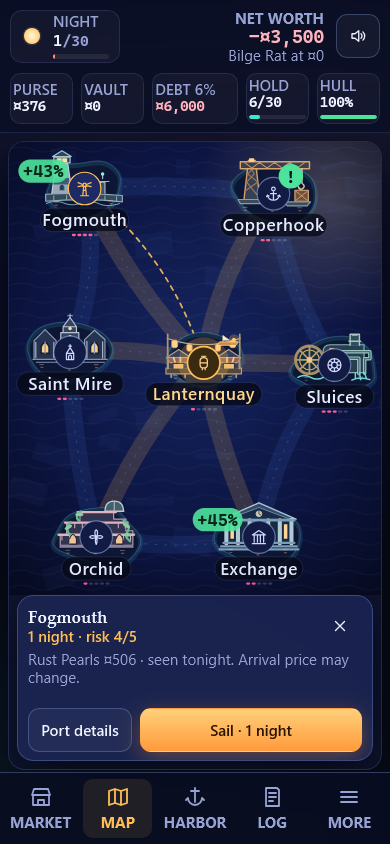 NIGHT
1/30
NET WORTH
−¤3,500
Bilge Rat at ¤0
PURSE
¤376
VAULT
¤0
DEBT 6%
¤6,000
HOLD
6/30
HULL
100%
+43%
!
Fogmouth
Copperhook
Saint Mire
Lanternquay
Sluices
+45%
Orchid
Exchange
Fogmouth
1 night · risk 4/5
Rust Pearls ¤506 · seen tonight. Arrival price may
change.
Port details
Sail · 1 night
MARKET
MAP
HARBOR
LOG
MORE